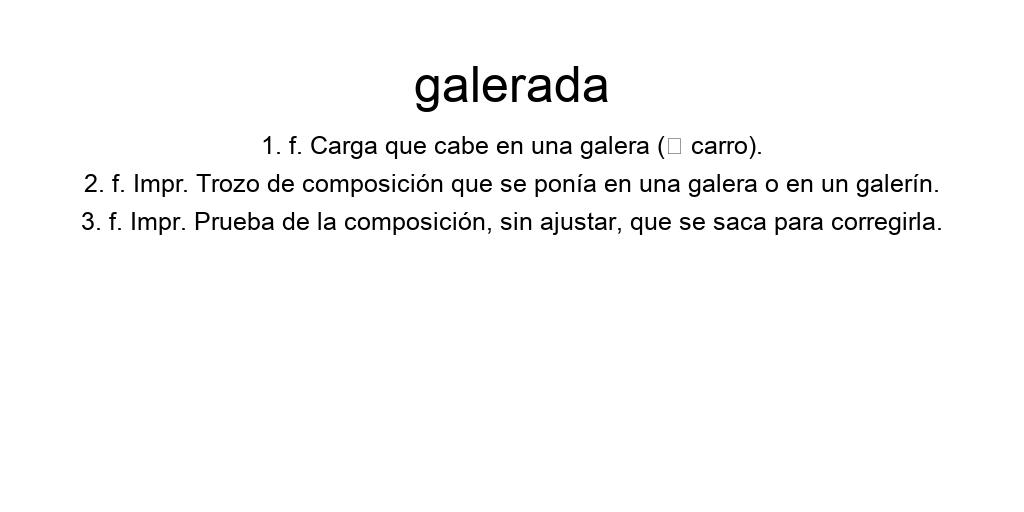 galerada
1. f. Carga que cabe en una galera (□ carro).
2. f. Impr. Trozo de composición que se ponía en una galera o en un galerín.
3. f. Impr. Prueba de la composición, sin ajustar, que se saca para corregirla.